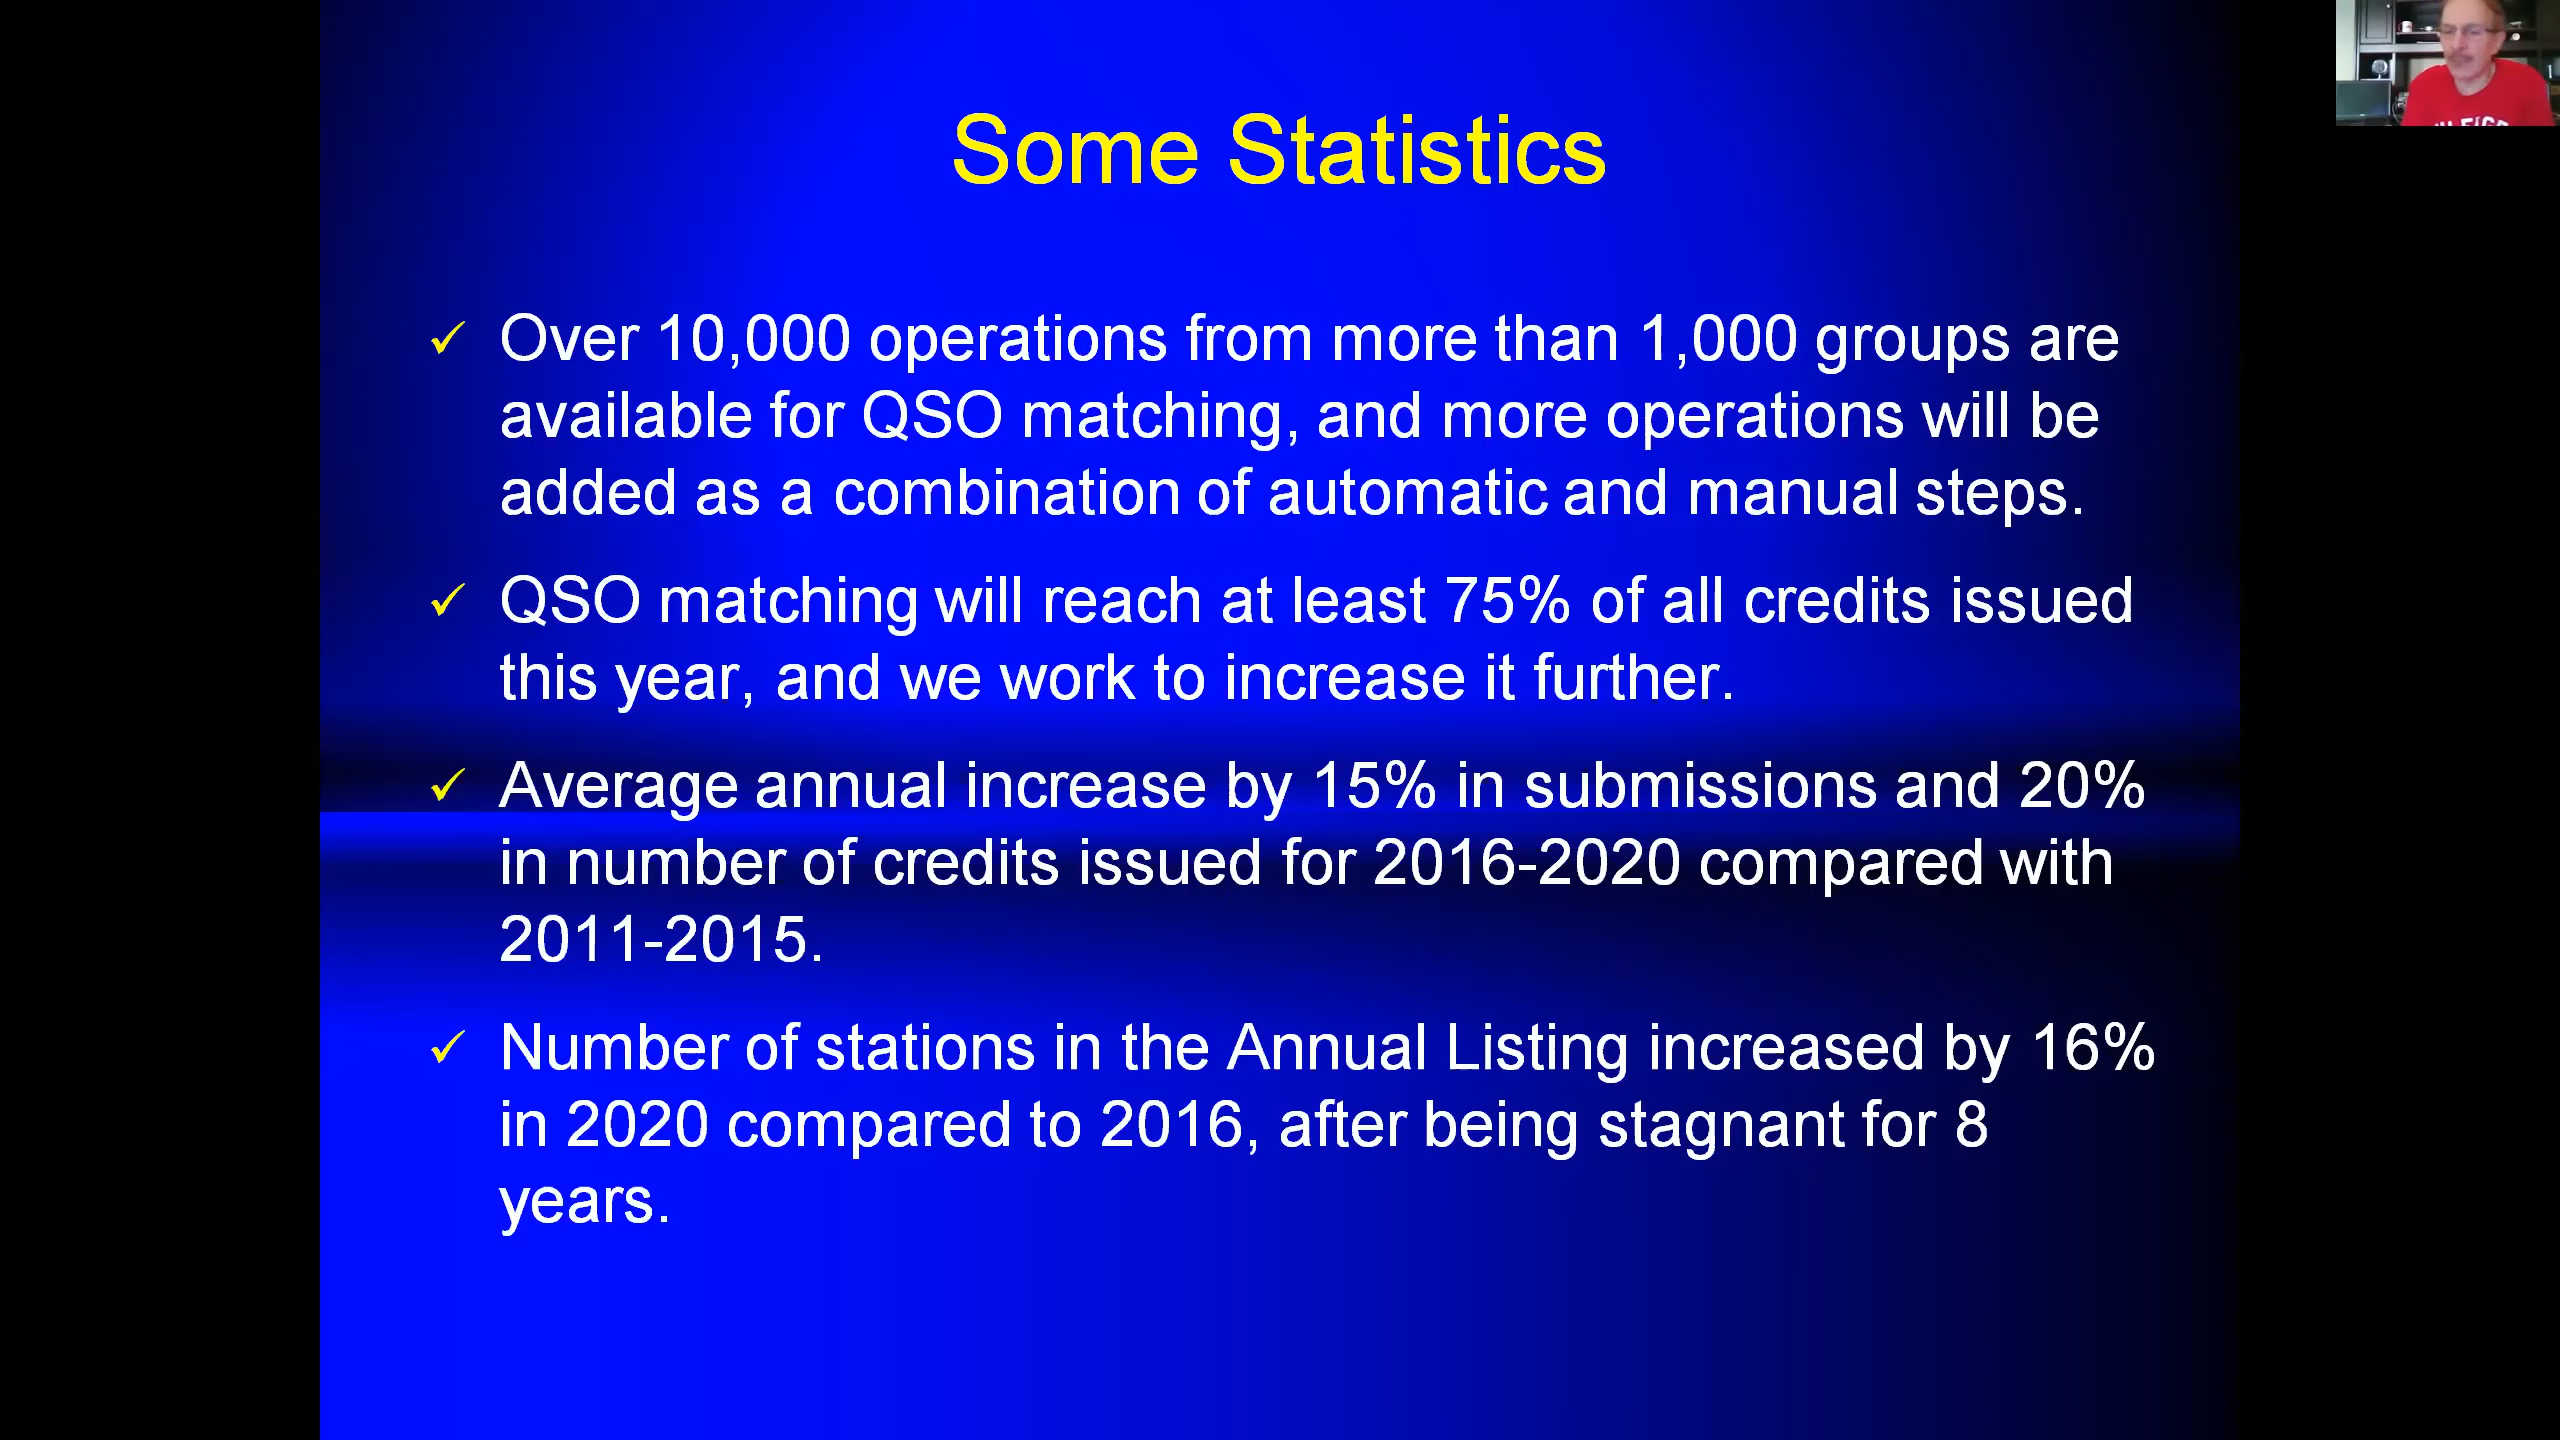 Some Statistics
Over 10,000 operations from more than 1,000 groups are
available for QSO matching, and more operations will be
added as a combination of automatic and manual steps.
QSO matching will reach at least 75% of all credits issued
this year, and we work to increase it further.
Average annual increase by 15% in submissions and 20%
in number of credits issued for 2016-2020 compared with
2011-2015.
Number of stations in the Annual Listing increased by 16%
in 2020 compared to 2016, after being stagnant for 8
years.